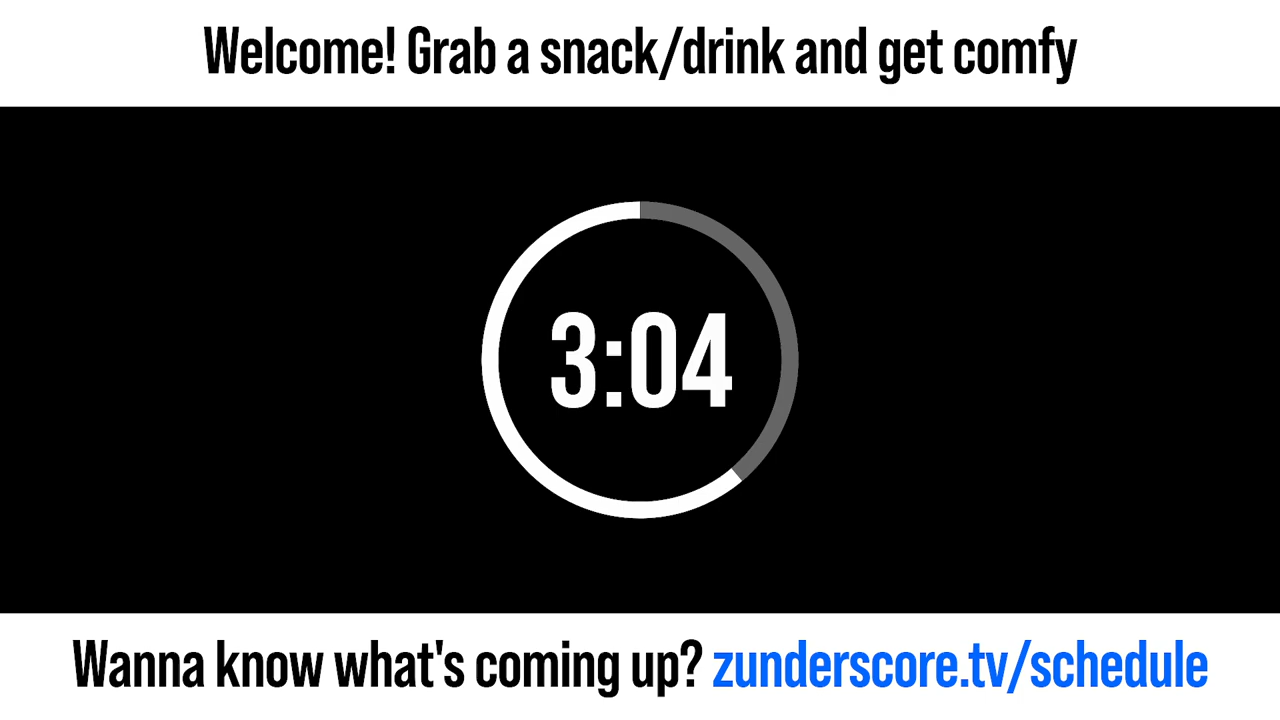 Welcome! Grab a snack/drink and get comfy
3:04
Wanna know what's coming up? zunderscore.tv/schedule